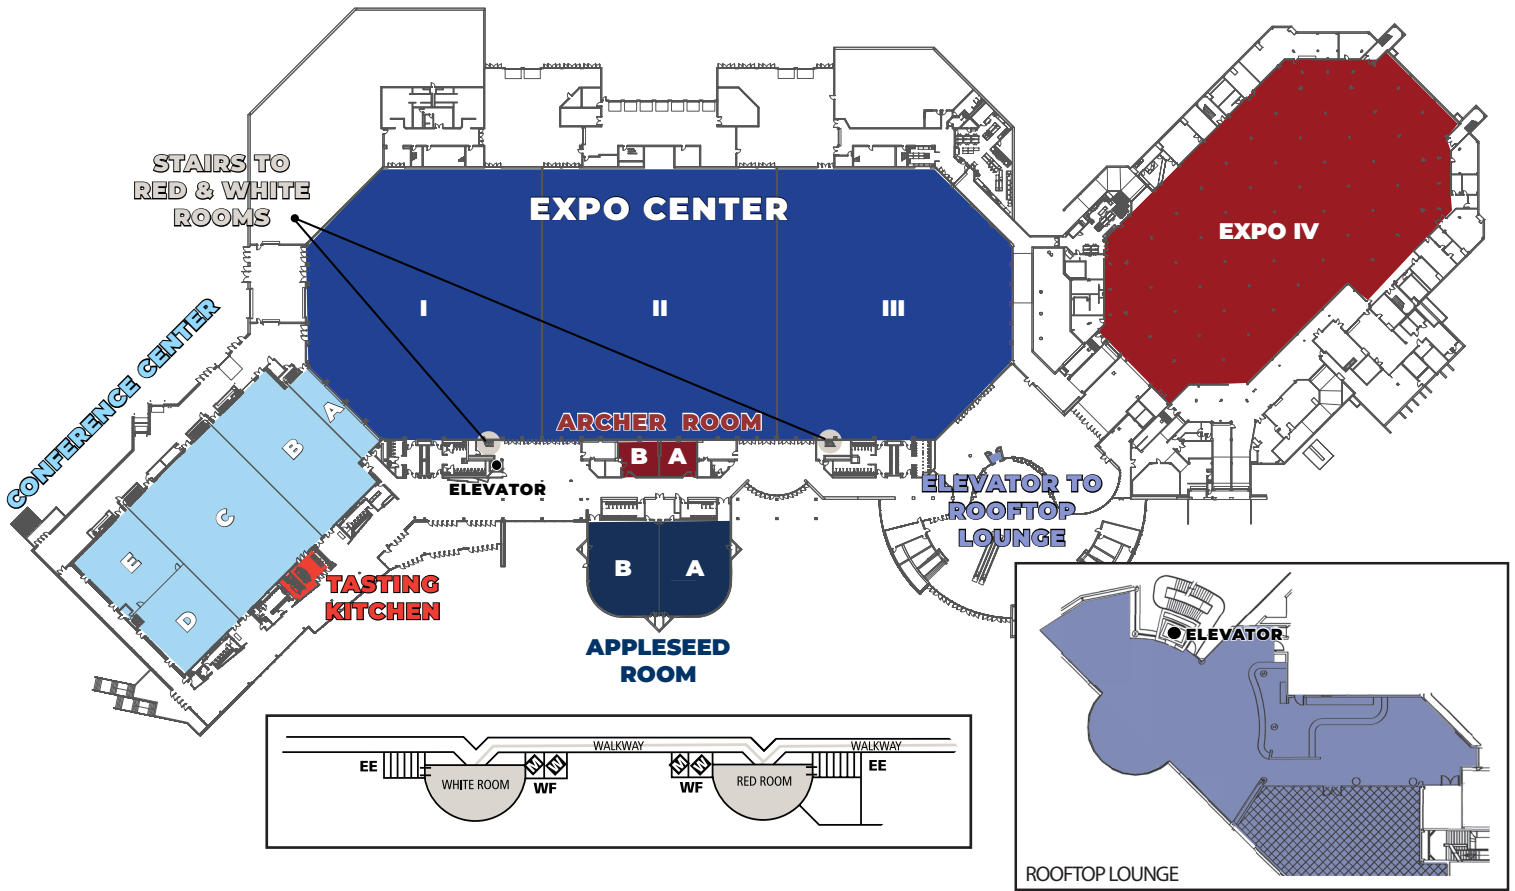 STAIRS TO
RED & WHITE
ROOMS
EXPO CENTER
EXPO IV
I
II
III
CONFERENCE CENTER
A
B
C
D
E
ARCHER ROOM
B
A
ELEVATOR
ELEVATOR TO
ROOFTOP
LOUNGE
TASTING
KITCHEN
B
A
APPLESEED
ROOM
WALKWAY
WALKWAY
EE
WHITE ROOM
WF
WF
RED ROOM
EE
ELEVATOR
ROOFTOP LOUNGE